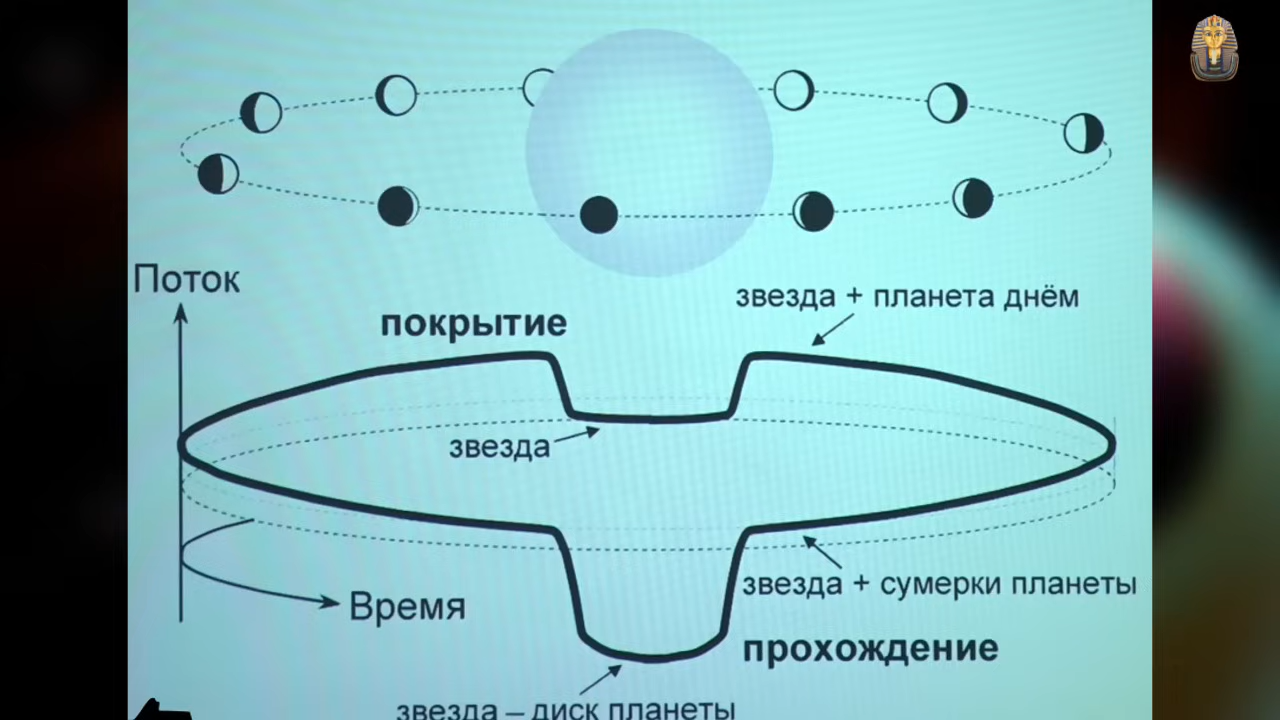 Поток
звезда + планета днём
покрытие
звезда
звезда + сумерки планеты
Время
прохождение
звезда – диск планеты